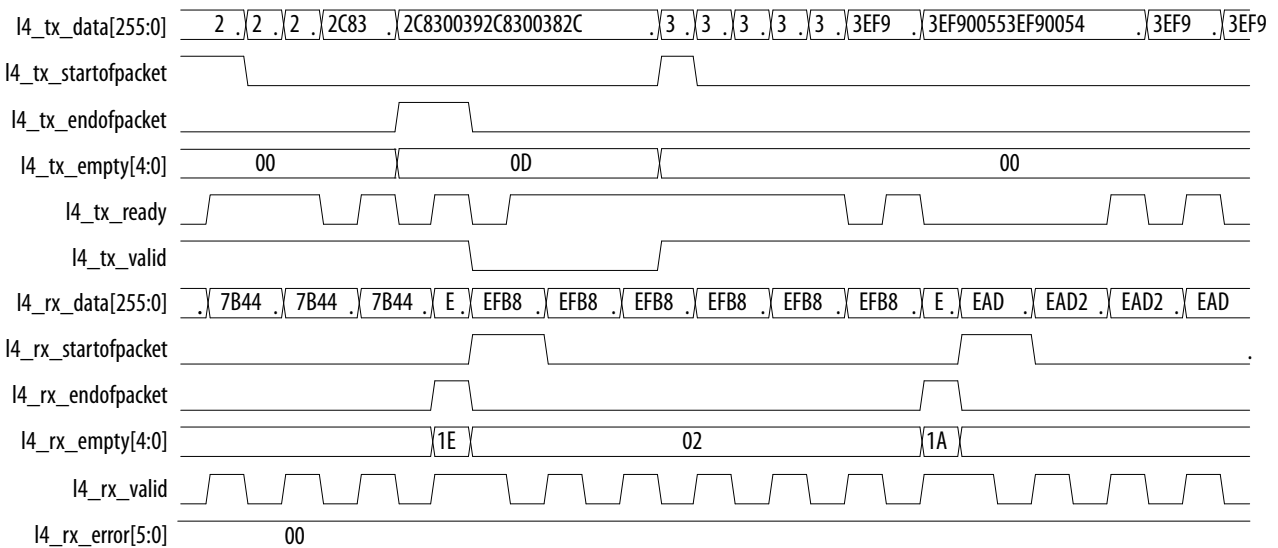 l4_tx_data[255:0] 2 . 2 . 2 . 2C83 . 2C8300392C8300382C . 3 . 3 . 3 . 3 . 3 . 3EF9 . 3EF900553EF90054 . 3EF9 . 3EF9
l4_tx_startofpacket
l4_tx_endofpacket
l4_tx_empty[4:0] 00 0D 00
l4_tx_ready
l4_tx_valid
l4_rx_data[255:0] . 7B44 . 7B44 . 7B44 . E . EFB8 . EFB8 . EFB8 . EFB8 . EFB8 . EFB8 . E . EAD . EAD2 . EAD2 . EAD
l4_rx_startofpacket .
l4_rx_endofpacket
l4_rx_empty[4:0] 1E 02 1A
l4_rx_valid
l4_rx_error[5:0] 00